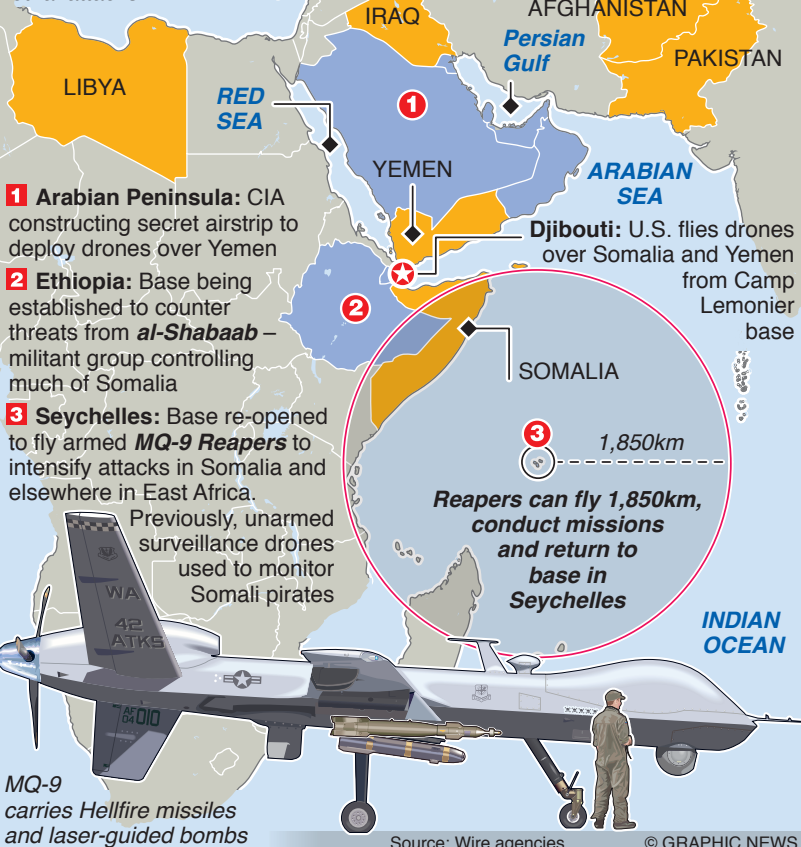 IRAQ
AFGHANISTAN
Persian
Gulf
PAKISTAN
LIBYA
RED
SEA
1
YEMEN
ARABIAN
SEA
1 Arabian Peninsula: CIA
constructing secret airstrip to
deploy drones over Yemen
Djibouti: U.S. flies drones
over Somalia and Yemen
from Camp
Lemonier
base
2 Ethiopia: Base being
established to counter
threats from al-Shabaab –
militant group controlling
much of Somalia
2
SOMALIA
3 Seychelles: Base re-opened
to fly armed MQ-9 Reapers to
intensify attacks in Somalia and
elsewhere in East Africa.
Previously, unarmed
surveillance drones
used to monitor
Somali pirates
3
1,850km
Reapers can fly 1,850km,
conduct missions
and return to
base in
Seychelles
INDIAN
OCEAN
WA
42
ATKS
AF
04 010
MQ-9
carries Hellfire missiles
and laser-guided bombs
Source: Wire agencies
© GRAPHIC NEWS